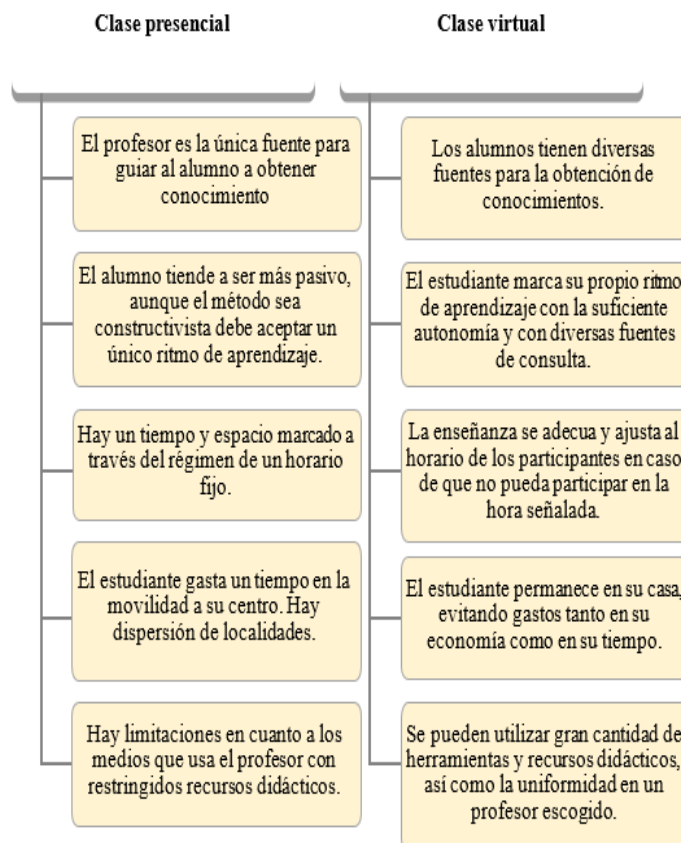 Clase presencial
El profesor es la única fuente para
guiar al alumno a obtener
conocimiento
El alumno tiende a ser más pasivo,
aunque el método sea
constructivista debe aceptar un
único ritmo de aprendizaje.
Hay un tiempo y espacio marcado a
través del régimen de un horario
fijo.
El estudiante gasta un tiempo en la
movilidad a su centro. Hay
dispersión de localidades.
Hay limitaciones en cuanto a los
medios que usa el profesor con
restringidos recursos didácticos.
Clase virtual
Los alumnos tienen diversas
fuentes para la obtención de
conocimientos.
El estudiante marca su propio ritmo
de aprendizaje con la suficiente
autonomía y con diversas fuentes
de consulta.
La enseñanza se adecua y ajusta al
horario de los participantes en caso
de que no pueda participar en la
hora señalada.
El estudiante permanece en su casa,
evitando gastos tanto en su
economía como en su tiempo.
Se pueden utilizar gran cantidad de
herramientas y recursos didácticos,
así como la uniformidad en un
profesor escogido.